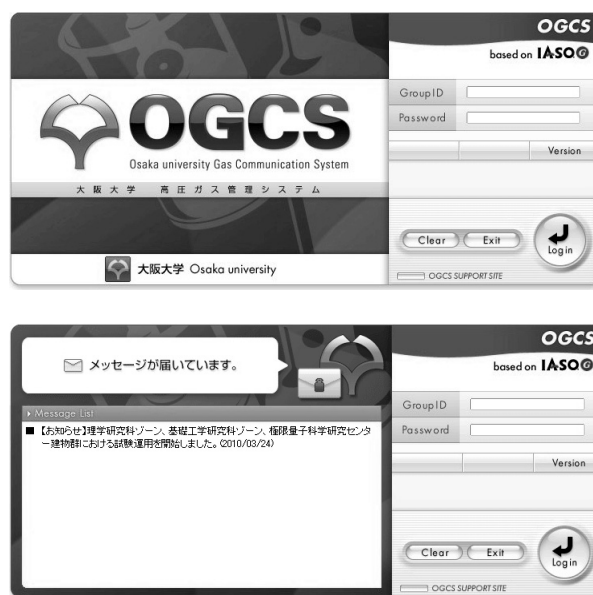 OGCS
based on IASO G
OGCS
Osaka university Gas Communication System
大阪大学 高圧ガス管理システム
大阪大学 Osaka university
GroupID
Password
Version
Clear
Exit
Login
OGCS SUPPORT SITE
メッセージが届いています。
Message List
■【お知らせ】理学研究科ゾーン、基礎工学研究科ゾーン、極限量子科学研究センタ
ー建物群における試験運用を開始しました。(2010/03/24)
OGCS
based on IASO G
GroupID
Password
Version
Clear
Exit
Login
OGCS SUPPORT SITE